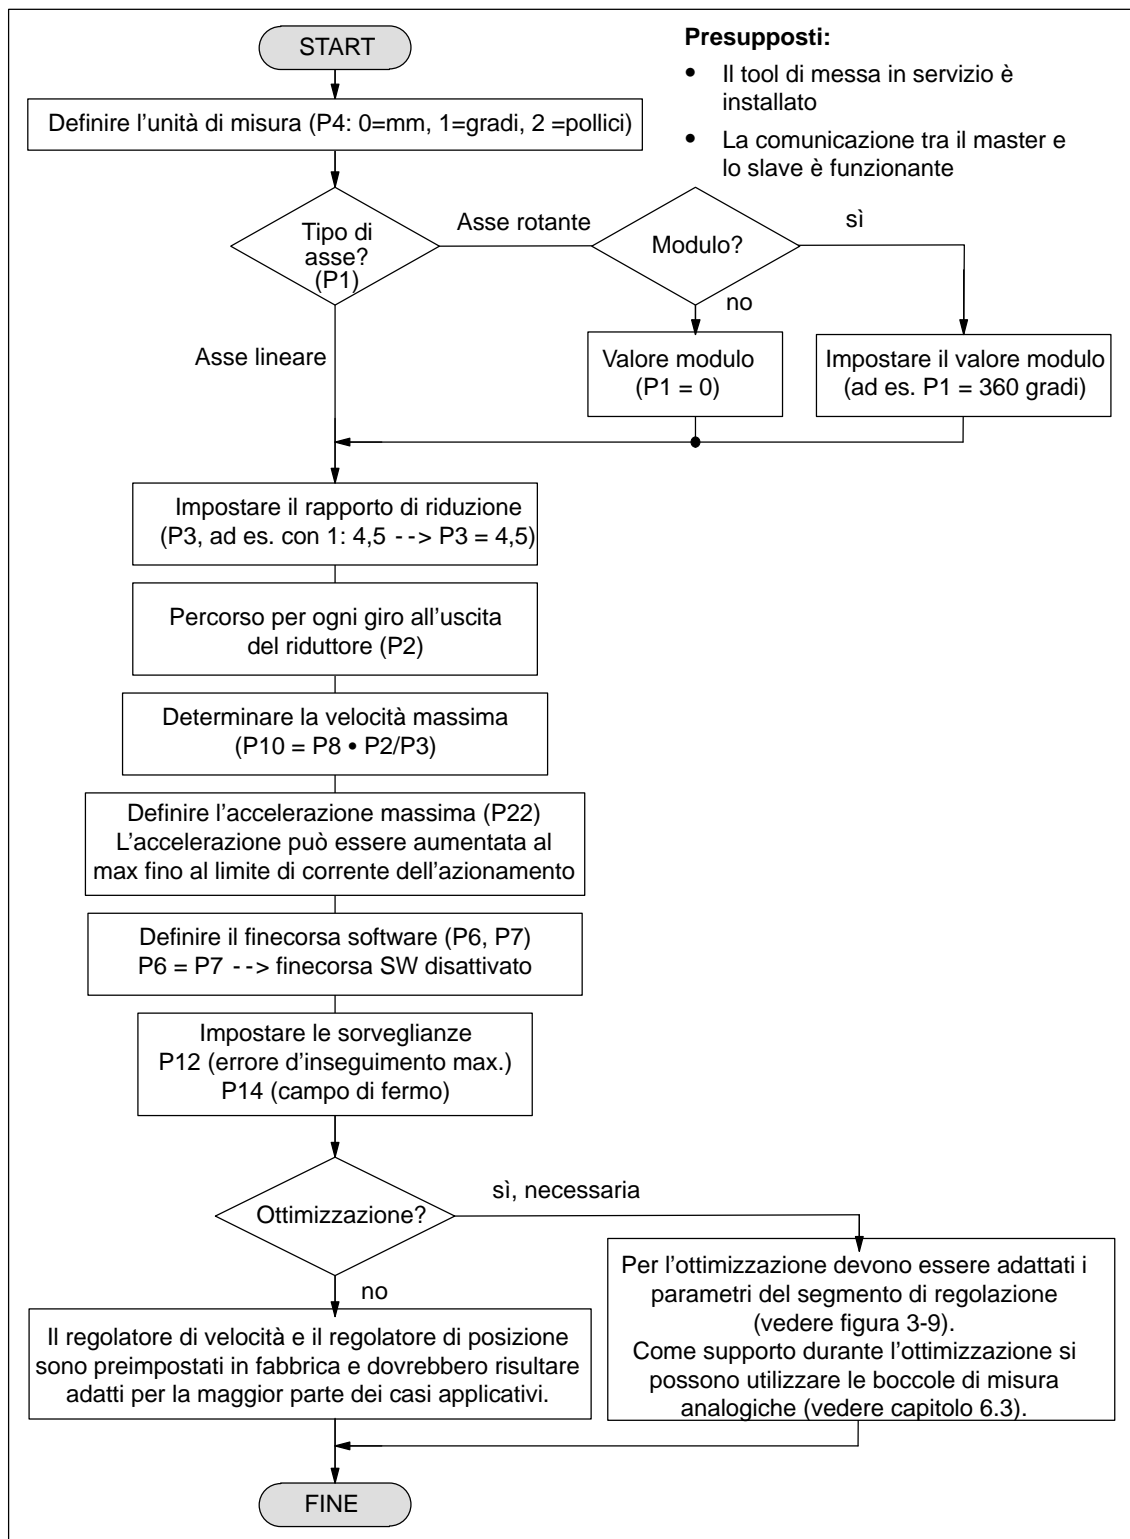 START
Presupposti:
• Il tool di messa in servizio è
installato
• La comunicazione tra il master e
lo slave è funzionante
Definire l'unità di misura (P4: 0=mm, 1=gradi, 2 =pollici)
Tipo di
asse?
(P1)
Asse rotante
Modulo?
sì
no
Asse lineare
Valore modulo
(P1 = 0)
Impostare il valore modulo
(ad es. P1 = 360 gradi)
Impostare il rapporto di riduzione
(P3, ad es. con 1: 4,5 --> P3 = 4,5)
Percorso per ogni giro all'uscita
del riduttore (P2)
Determinare la velocità massima
(P10 = P8 • P2/P3)
Definire l'accelerazione massima (P22)
L'accelerazione può essere aumentata al
max fino al limite di corrente dell'azionamento
Definire il finecorsa software (P6, P7)
P6 = P7 --> finecorsa SW disattivato
Impostare le sorveglianze
P12 (errore d'inseguimento max.)
P14 (campo di fermo)
Ottimizzazione?
sì, necessaria
no
Il regolatore di velocità e il regolatore di posizione
sono preimpostati in fabbrica e dovrebbero risultare
adatti per la maggior parte dei casi applicativi.
Per l'ottimizzazione devono essere adattati i
parametri del segmento di regolazione
(vedere figura 3-9).
Come supporto durante l'ottimizzazione si
possono utilizzare le boccole di misura
analogiche (vedere capitolo 6.3).
FINE